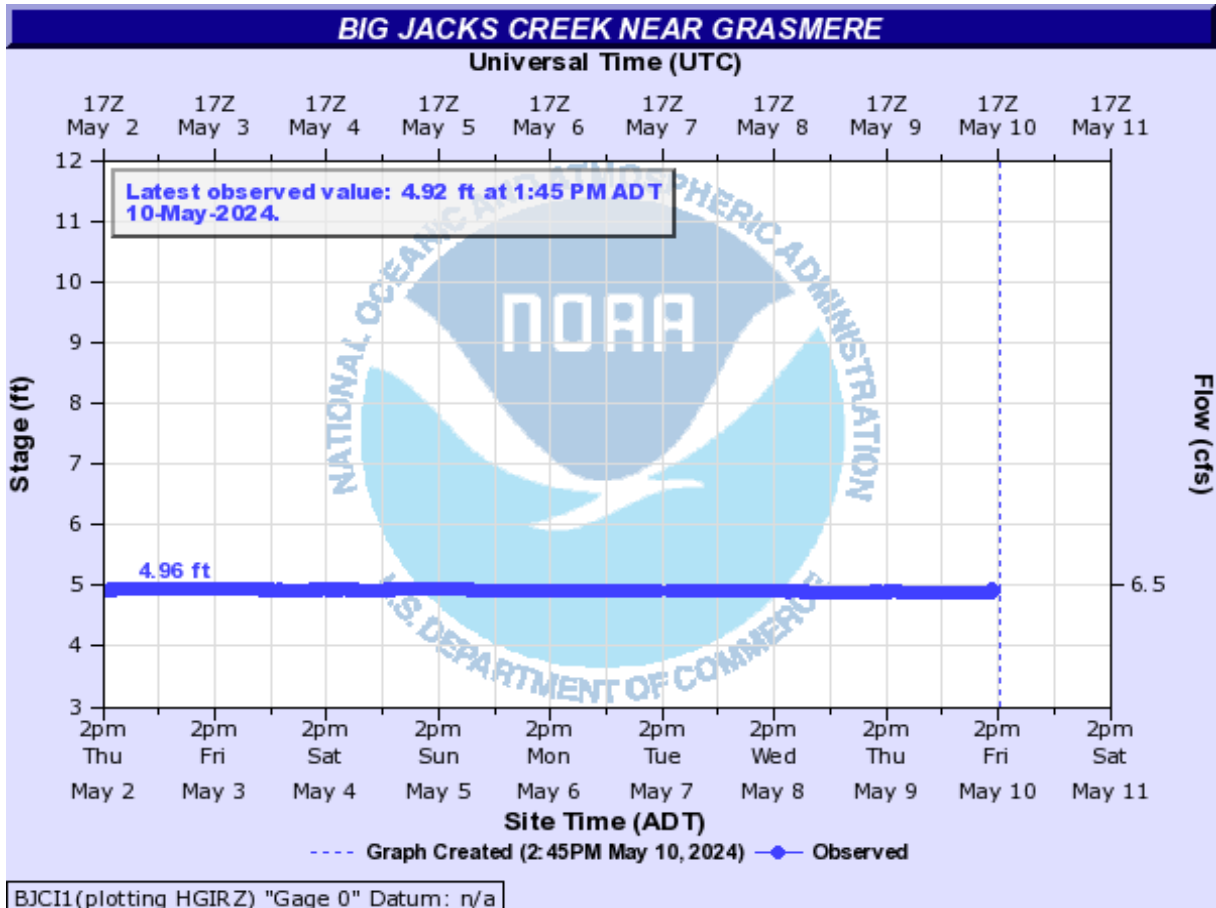 BIG JACKS CREEK NEAR GRASMERE
Universal Time (UTC)
17Z 17Z 17Z 17Z 17Z 17Z 17Z 17Z 17Z 17Z
May 2 May 3 May 4 May 5 May 6 May 7 May 8 May 9 May 10 May 11
Latest observed value: 4.92 ft at 1:45 PM ADT
10-May-2024.
12
11
10
9
8
7
6
5
4
3
Stage (ft)
4.96 ft
NATIONAL OCEANIC AND ATMOSPHERIC ADMINISTRATION
NOAA
U.S. DEPARTMENT OF COMMERCE
6.5
Flow (cfs)
2pm 2pm 2pm 2pm 2pm 2pm 2pm 2pm 2pm 2pm
Thu Fri Sat Sun Mon Tue Wed Thu Fri Sat
May 2 May 3 May 4 May 5 May 6 May 7 May 8 May 9 May 10 May 11
Site Time (ADT)
Graph Created (2:45PM May 10, 2024) Observed
BJCI1(plotting HGIRZ) "Gage 0" Datum: n/a